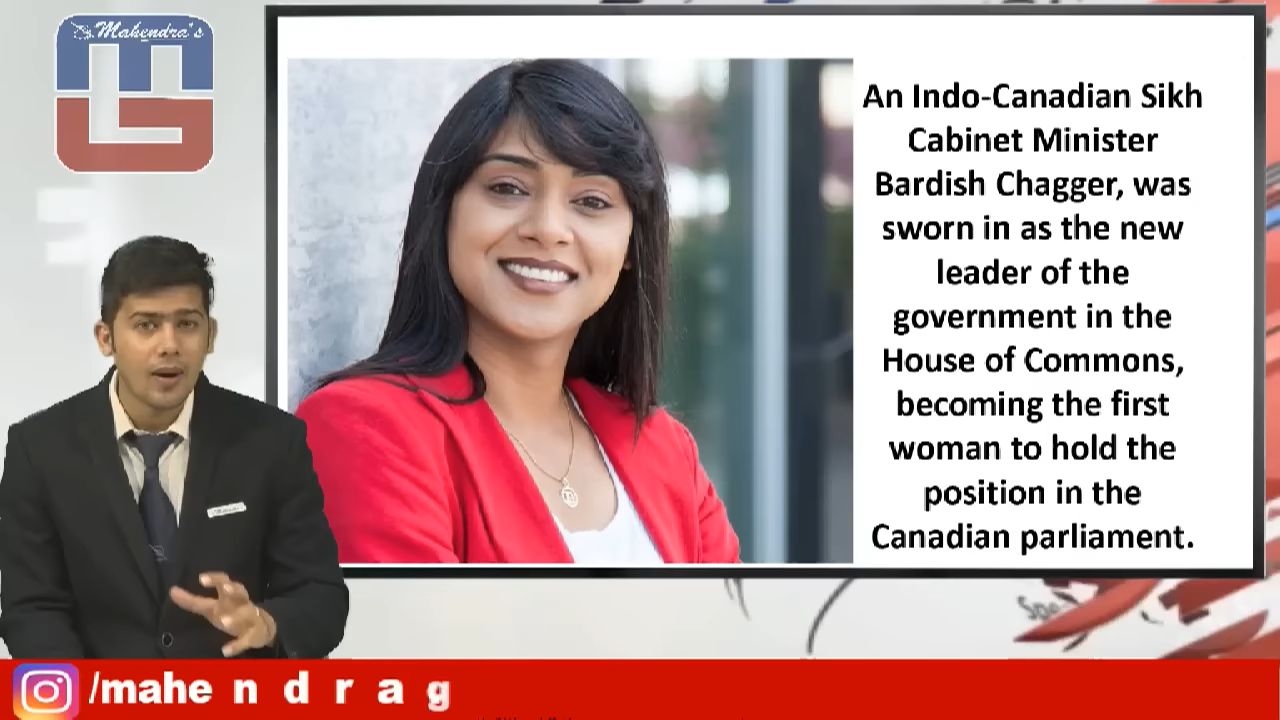 Mahendra's
An Indo-Canadian Sikh
Cabinet Minister
Bardish Chagger, was
sworn in as the new
leader of the
government in the
House of Commons,
becoming the first
woman to hold the
position in the
Canadian parliament.
/mahe n d r a g